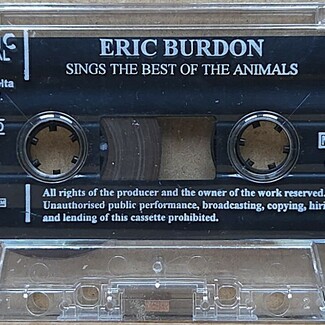 ERIC BURDON
SINGS THE BEST OF THE ANIMALS
All rights of the producer and the owner of the work reserved.
Unauthorised public performance, broadcasting, copying, hiri
and lending of this cassette prohibited.